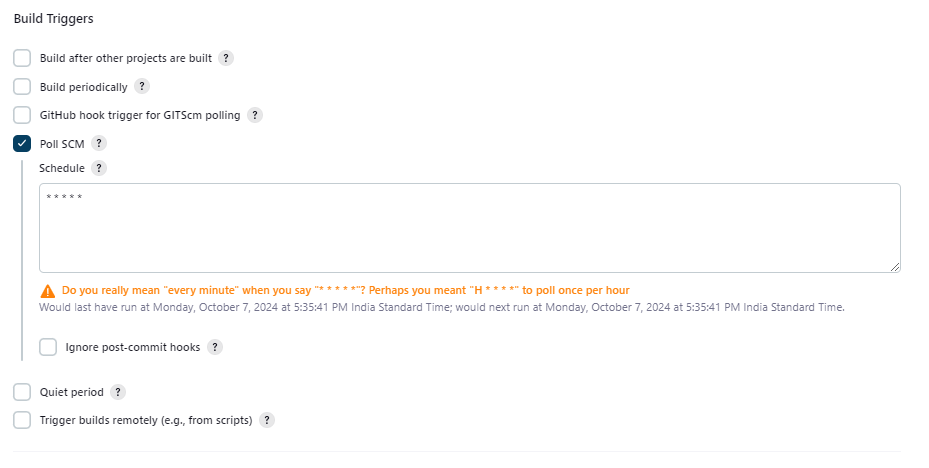 Build Triggers
Build after other projects are built ?
Build periodically ?
GitHub hook trigger for GITScm polling ?
Poll SCM ?
Schedule ?
* * * * *
Do you really mean "every minute" when you say "* * * * *"? Perhaps you meant "H * * * *" to poll once per hour
Would last have run at Monday, October 7, 2024 at 5:35:41 PM India Standard Time; would next run at Monday, October 7, 2024 at 5:35:41 PM India Standard Time.
Ignore post-commit hooks ?
Quiet period ?
Trigger builds remotely (e.g., from scripts) ?